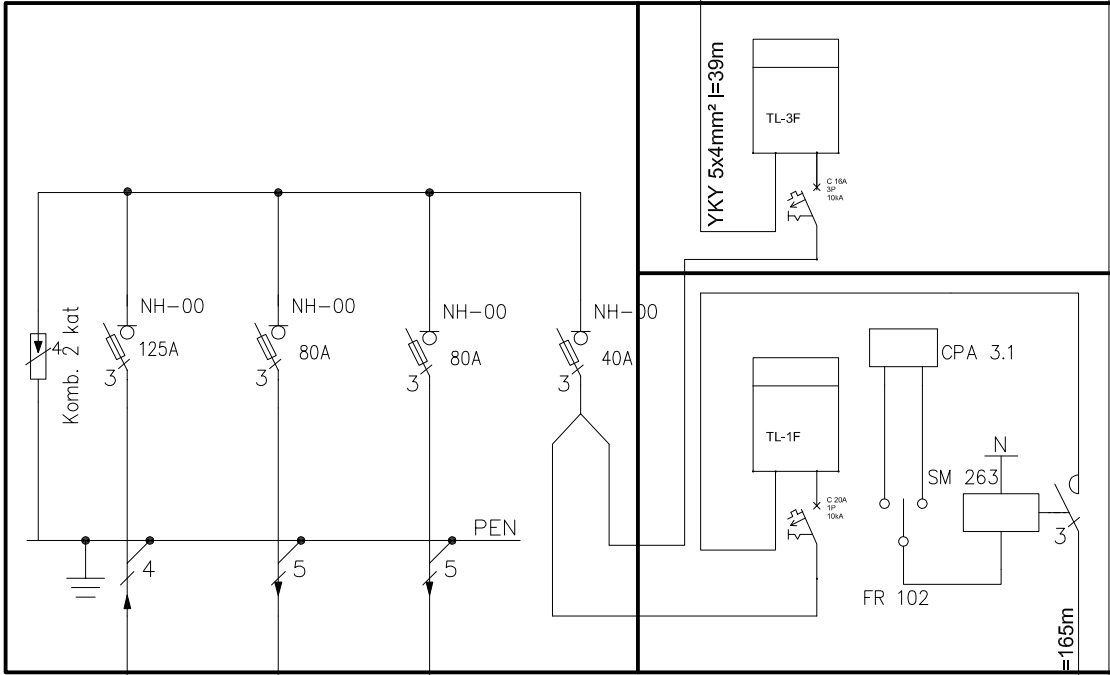 YKY 5x4mm² l=39m
TL-3F
C 16A
3P
10kA
NH-00
125A
3
NH-00
80A
3
NH-00
80A
3
NH-00
40A
3
4
Komb. 2 kat
PEN
4
5
5
TL-1F
C 20A
1P
10kA
CPA 3.1
N
SM 263
3
FR 102
=165m